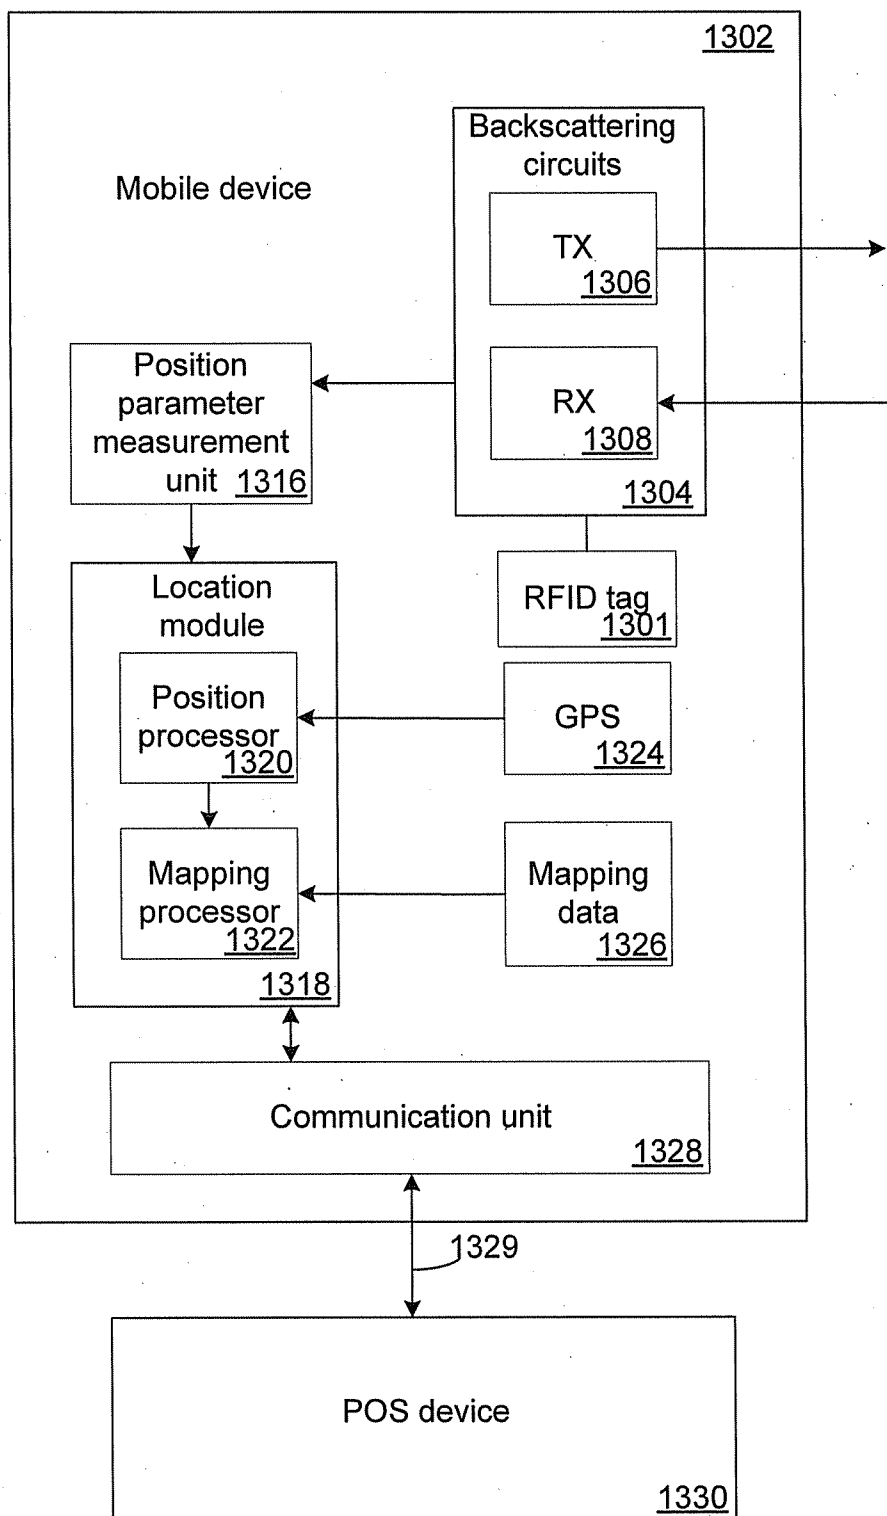 1302
Backscattering
circuits
Mobile device
TX
1306
Position
parameter
measurement
unit 1316
RX
1308
1304
Location
module
RFID tag
1301
Position
processor
1320
GPS
1324
Mapping
processor
1322
Mapping
data
1326
1318
Communication unit
1328
1329
POS device
1330